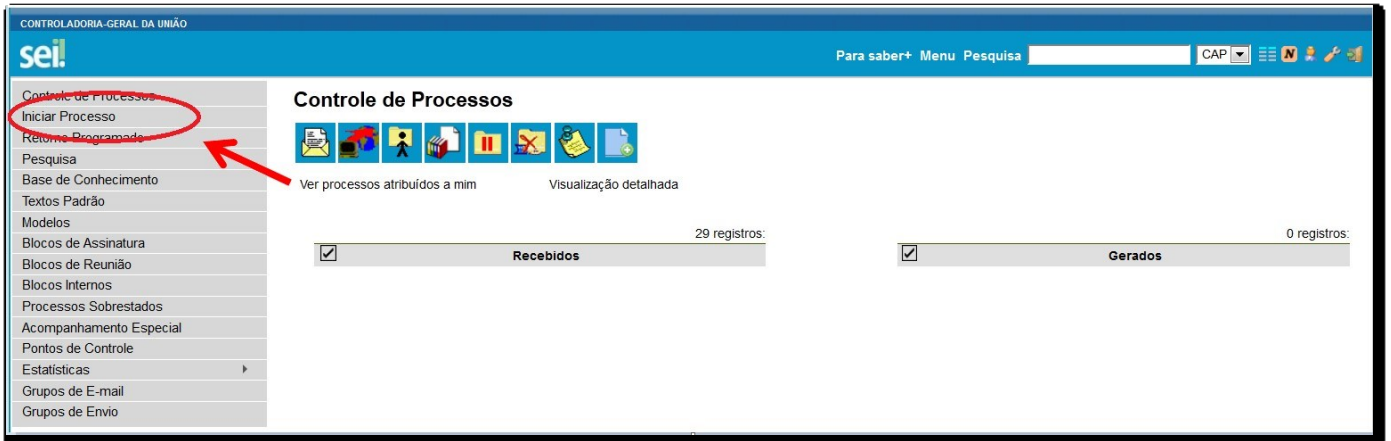 CONTROLADORIA-GERAL DA UNIÃO
sei!
Para saber+ Menu Pesquisa CAP
N
Controle de Processos
Iniciar Processo
Retorno Programado
Pesquisa
Base de Conhecimento
Textos Padrão
Modelos
Blocos de Assinatura
Blocos de Reunião
Blocos Internos
Processos Sobrestados
Acompanhamento Especial
Pontos de Controle
Estatísticas
Grupos de E-mail
Grupos de Envio
Controle de Processos
Ver processos atribuídos a mim Visualização detalhada
29 registros:
Recebidos
0 registros:
Gerados